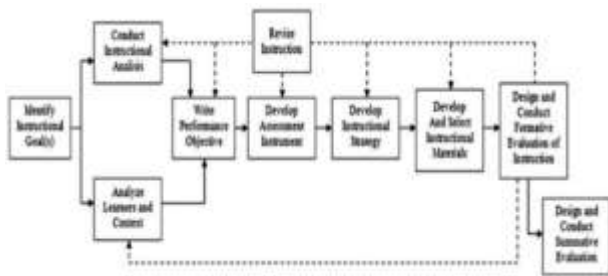 Conduct
Instructional
Analisis
Revise
Instruction
Identify
Instructional
Goal(s)
Write
Performance
Objective
Develop
Assessment
Instrument
Develop
Instructional
Strategy
Develop
And Select
Instructional
Materials
Design and
Conduct
Formative
Evaluation of
Instruction
Analyze
Learners and
Context
Design and
Conduct
Summative
Evaluation